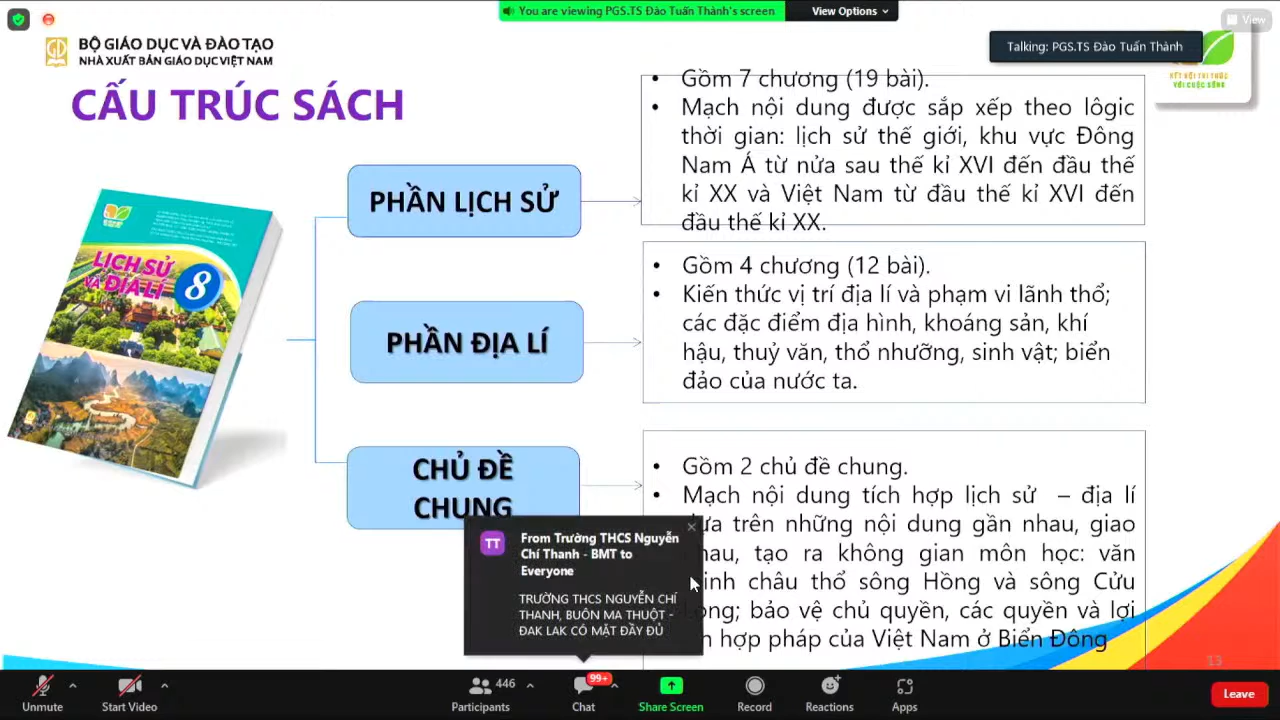 You are viewing PGS.TS Đào Tuấn Thành's screen
View Options
View
Talking: PGS.TS Đào Tuấn Thành
BỘ GIÁO DỤC VÀ ĐÀO TẠO
NHÀ XUẤT BẢN GIÁO DỤC VIỆT NAM
KẾT NỐI TRI THỨC
VỚI CUỘC SỐNG
CẤU TRÚC SÁCH
LỊCH SỬ
VÀ ĐỊA LÍ
8
PHẦN LỊCH SỬ
• Gồm 7 chương (19 bài).
• Mạch nội dung được sắp xếp theo lôgic
thời gian: lịch sử thế giới, khu vực Đông
Nam Á từ nửa sau thế kỉ XVI đến đầu thế
kỉ XX và Việt Nam từ đầu thế kỉ XVI đến
đầu thế kỉ XX.
PHẦN ĐỊA LÍ
• Gồm 4 chương (12 bài).
• Kiến thức vị trí địa lí và phạm vi lãnh thổ;
các đặc điểm địa hình, khoáng sản, khí
hậu, thuỷ văn, thổ nhưỡng, sinh vật; biển
đảo của nước ta.
CHỦ ĐỀ
CHUNG
• Gồm 2 chủ đề chung.
• Mạch nội dung tích hợp lịch sử – địa lí
trên những nội dung gần nhau, giao
tạo ra không gian môn học: văn
châu thổ sông Hồng và sông Cửu
bảo vệ chủ quyền, các quyền và lợi
hợp pháp của Việt Nam ở Biển Đông
13
TT
From Trường THCS Nguyễn
Chí Thanh - BMT to
Everyone
TRƯỜNG THCS NGUYỄN CHÍ
THANH, BUÔN MA THUỘT -
ĐAK LAK CÓ MẶT ĐẦY ĐỦ
Unmute
Start Video
446
Participants
99+
Chat
Share Screen
Record
Reactions
Apps
Leave